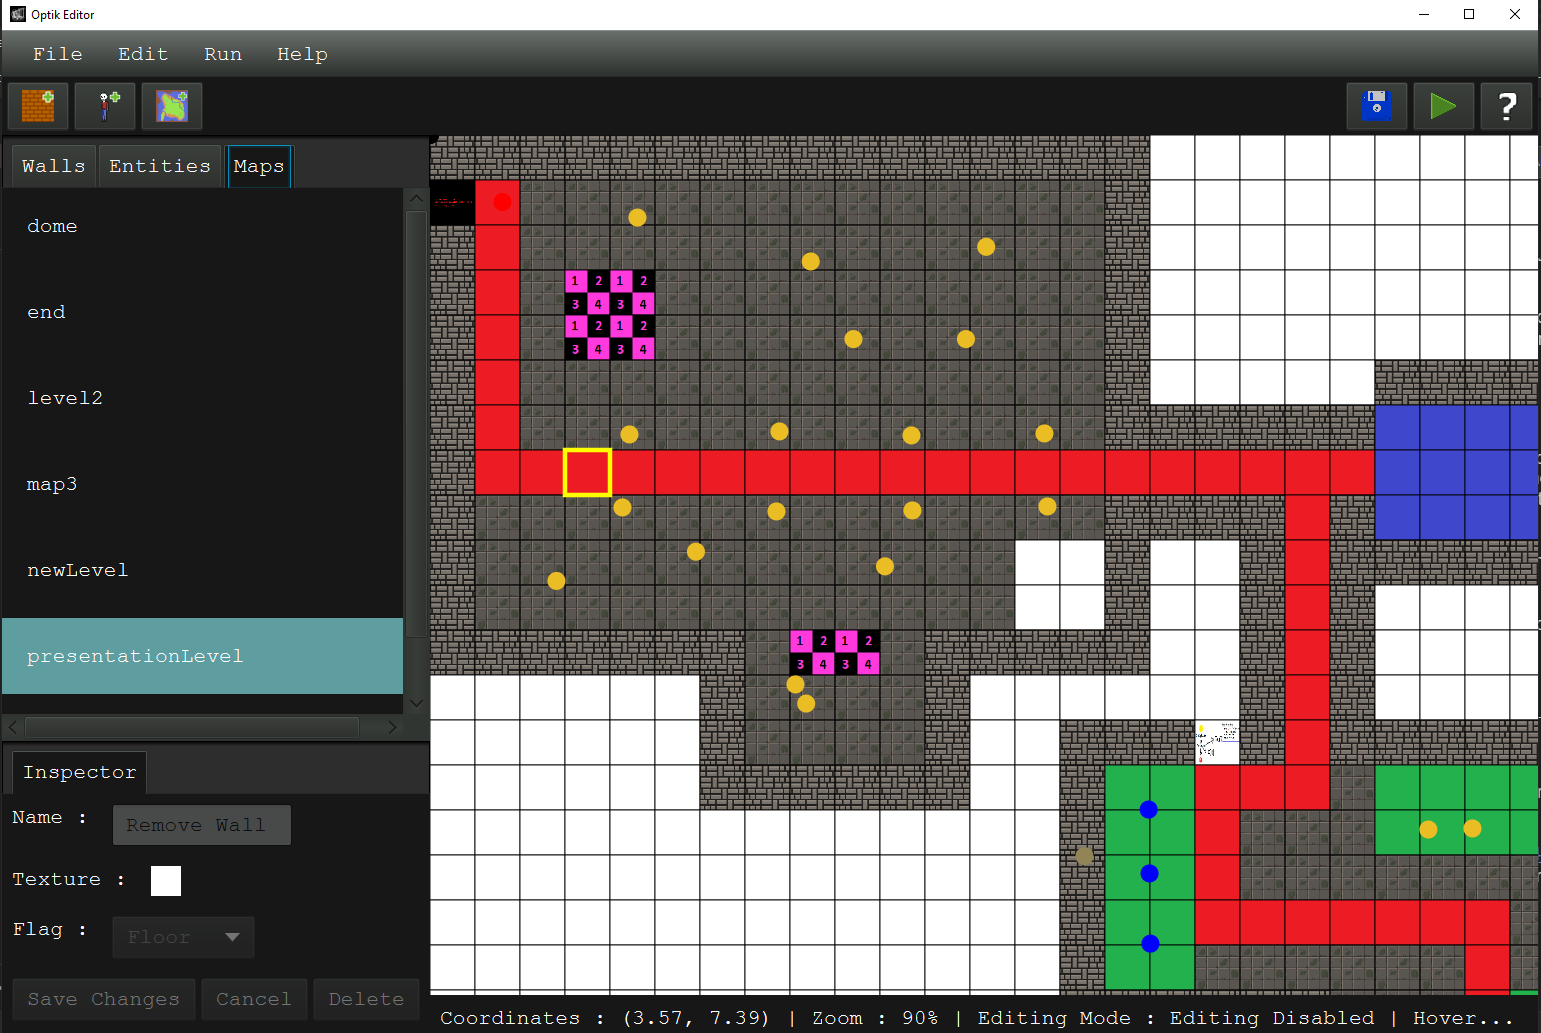 Optik Editor
File Edit Run Help
Walls Entities Maps
dome
end
level2
map3
newLevel
presentationLevel
Inspector
Name : Remove Wall
Texture :
Flag : Floor
Save Changes Cancel Delete
1 2 1 2
3 4 3 4
1 2 1 2
3 4 3 4
1 2 1 2
3 4 3 4
Coordinates : (3.57, 7.39) | Zoom : 90% | Editing Mode : Editing Disabled | Hover...